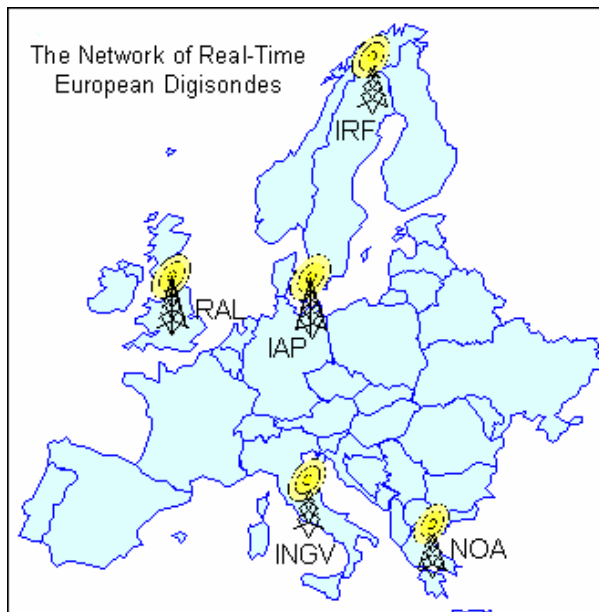 The Network of Real-Time
European Digisondes
IRF
RAL
IAP
INGV
NOA